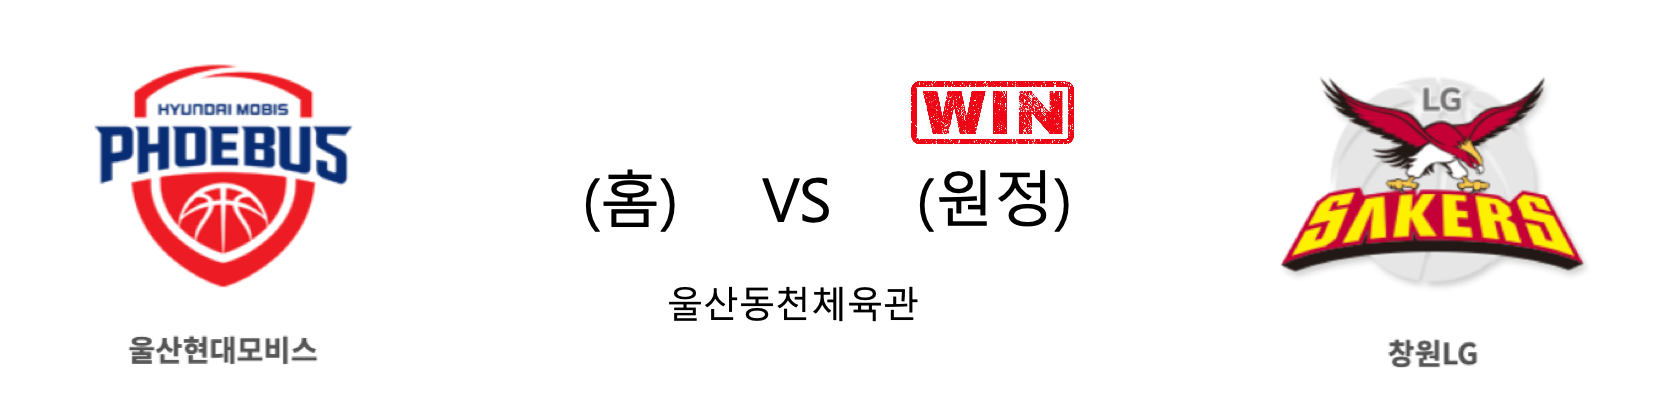 HYUNDAI MOBIS
PHOEBUS
울산현대모비스
WIN
(홈) VS (원정)
울산동천체육관
LG
SAKERS
창원LG